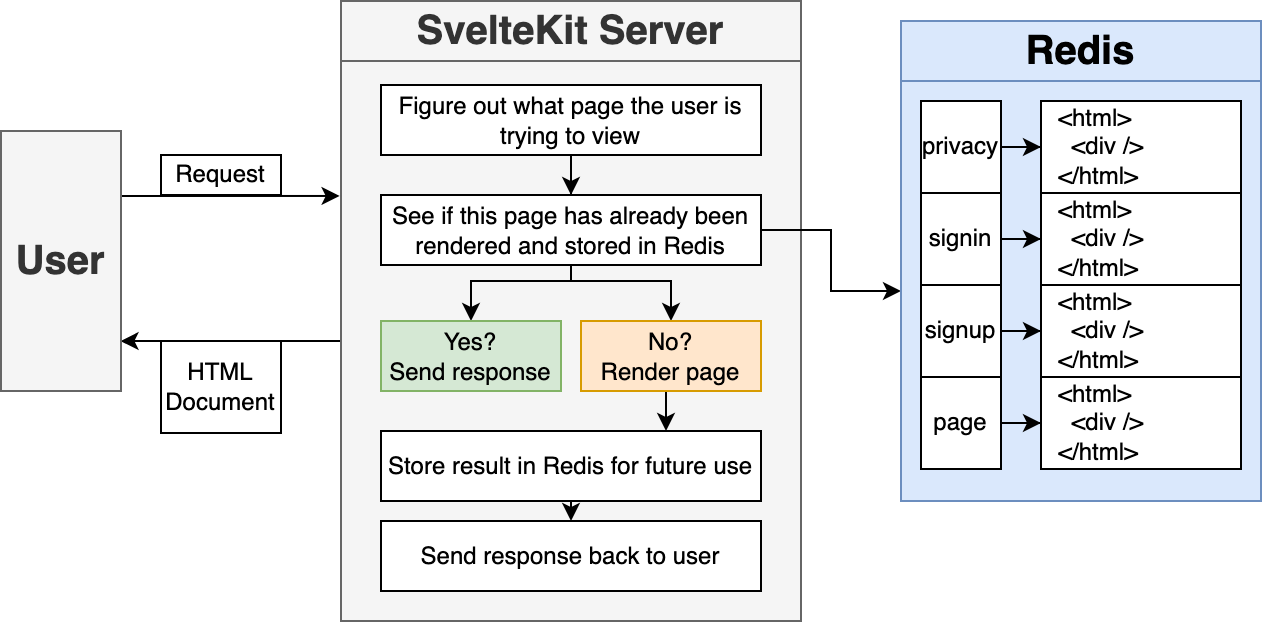 SvelteKit Server
Redis
User
Request
HTML
Document
Figure out what page the user is
trying to view
See if this page has already been
rendered and stored in Redis
Yes?
Send response
No?
Render page
Store result in Redis for future use
Send response back to user
privacy
<html>
<div />
</html>
signin
<html>
<div />
</html>
signup
<html>
<div />
</html>
page
<html>
<div />
</html>